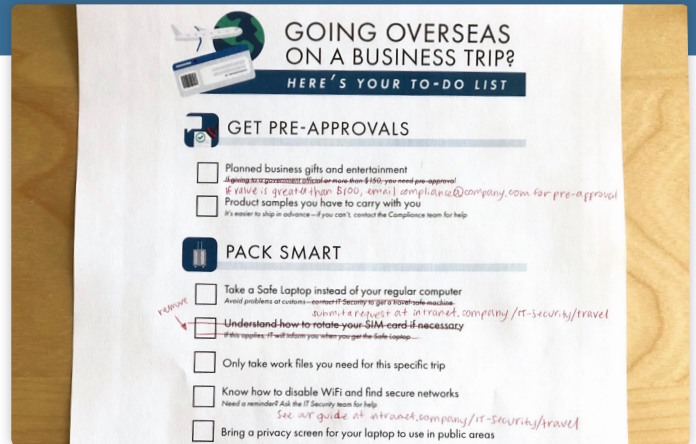 GOING OVERSEAS
ON A BUSINESS TRIP?
HERE'S YOUR TO-DO LIST
GET PRE-APPROVALS
Planned business gifts and entertainment
If giving to a government official or more than $150, you need pre-approval
If value is greater than $100, email compliance@company.com for pre-approval
Product samples you have to carry with you
It's easier to ship in advance – if you can't, contact the Compliance team for help
PACK SMART
Take a Safe Laptop instead of your regular computer
Avoid problems at customs – contact IT Security to get a travel-safe machine
submit a request at intranet.company/IT-security/travel
remove
Understand how to rotate your SIM card if necessary
If this applies, IT will inform you when you get the Safe Laptop
Only take work files you need for this specific trip
Know how to disable WiFi and find secure networks
Need a reminder? Ask the IT Security team for help
See our guide at intranet.company/IT-security/travel
Bring a privacy screen for your laptop to use in public areas